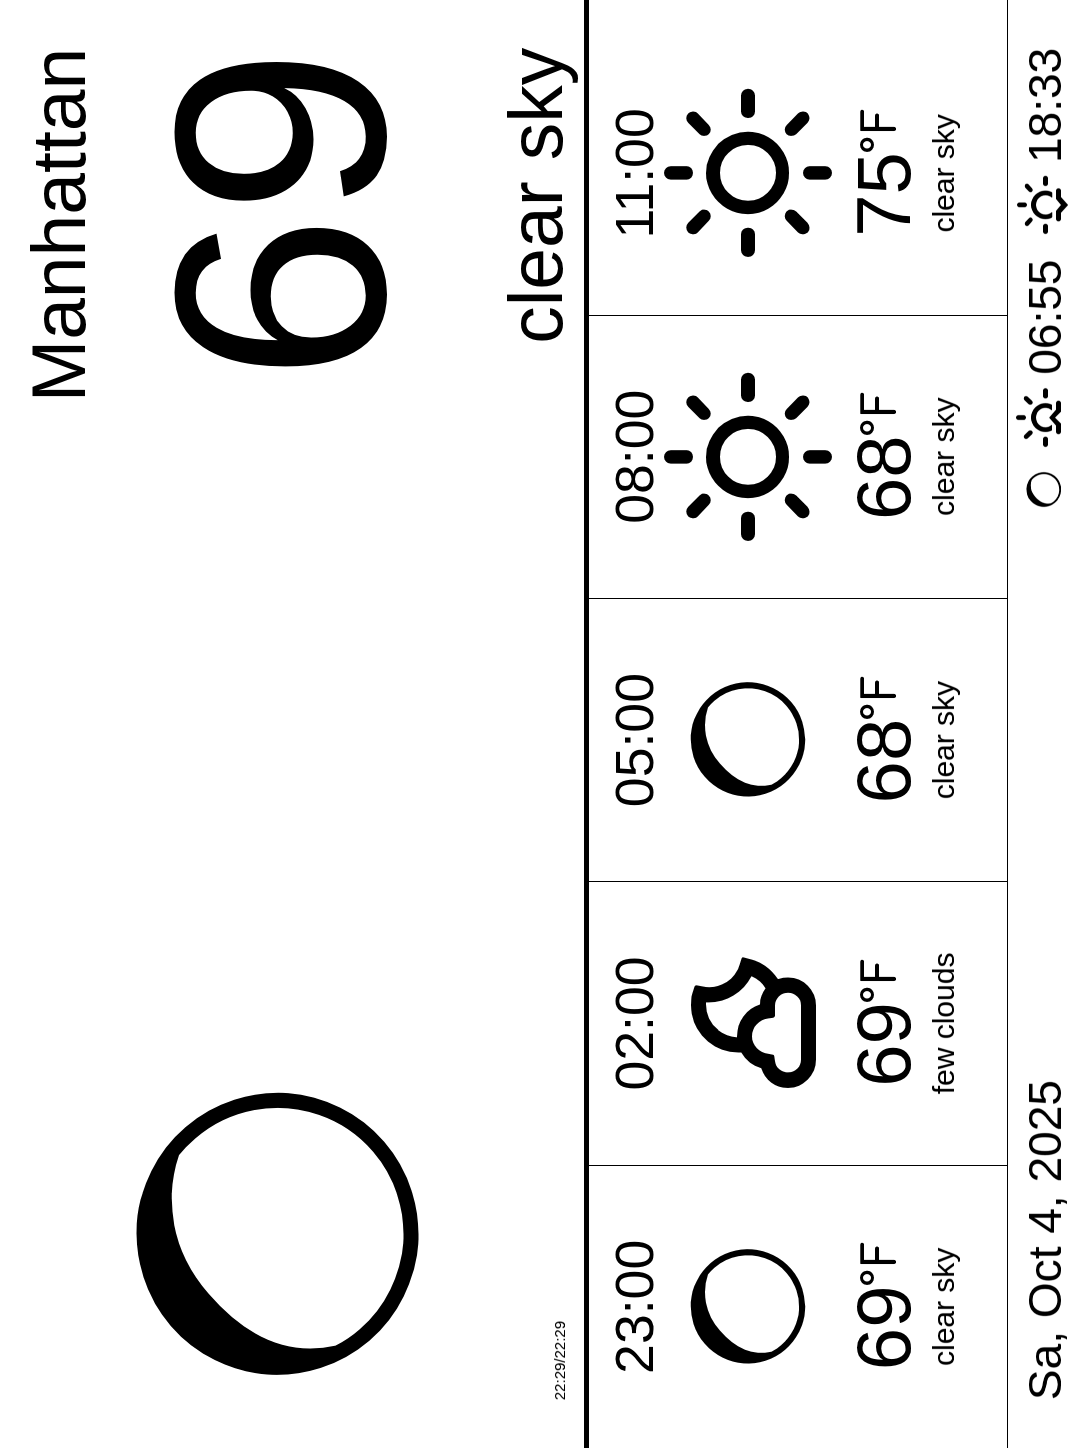 Manhattan
69
clear sky
22:29/22:29
23:00
69°F
clear sky
02:00
69°F
few clouds
05:00
68°F
clear sky
08:00
68°F
clear sky
11:00
75°F
clear sky
Sa, Oct 4, 2025
06:55
18:33